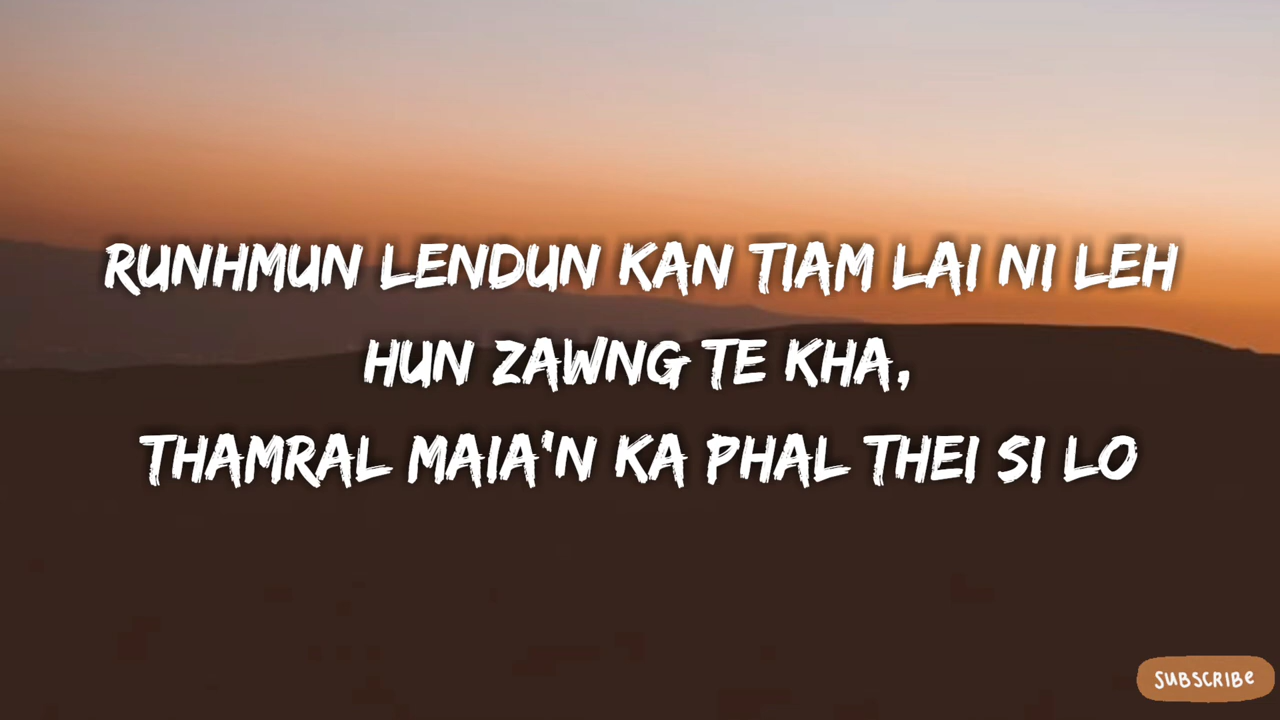 RUNHMUN LENDUN KAN TIAM LAI NI LEH
HUN ZAWNG TE KHA,
THAMRAL MAIA'N KA PHAL THEI SI LO
SUBSCRIBE